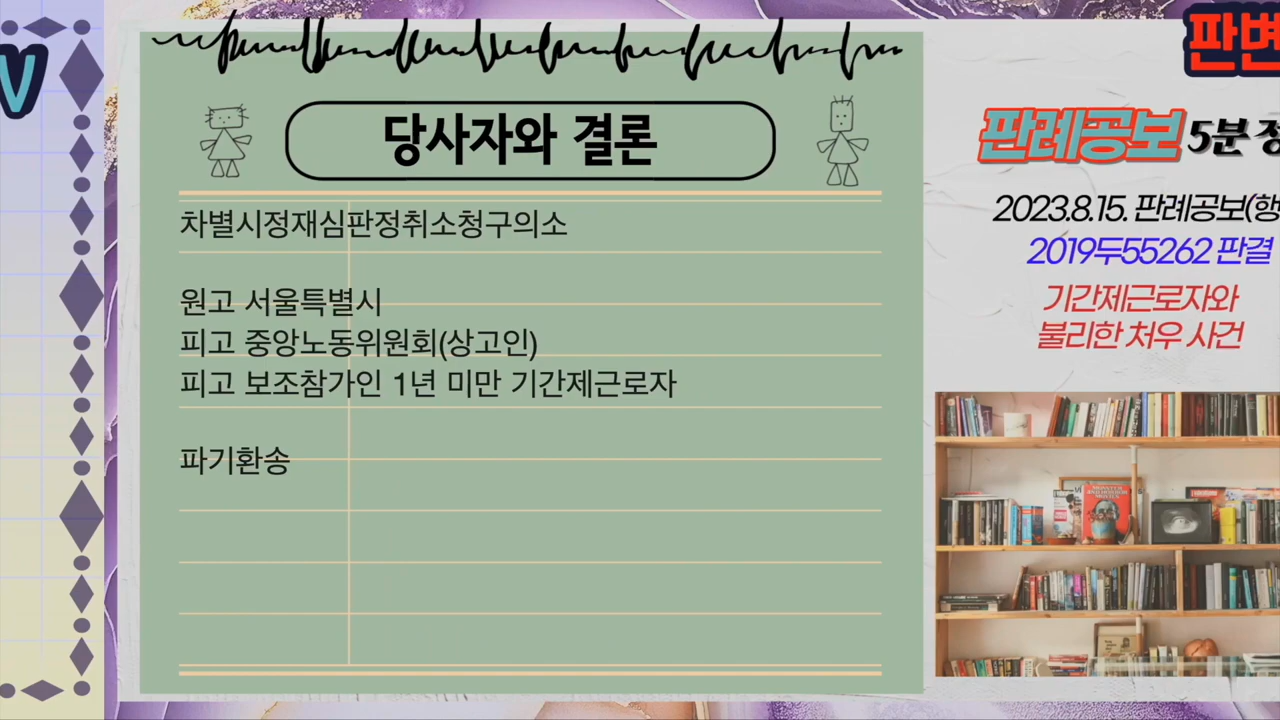 V
당사자와 결론
차별시정재심판정취소청구의소
원고 서울특별시
피고 중앙노동위원회(상고인)
피고 보조참가인 1년 미만 기간제근로자
파기환송
판변
판례공보 5분
2023.8.15. 판례공보(행
2019두55262 판결
기간제근로자와
불리한 처우 사건